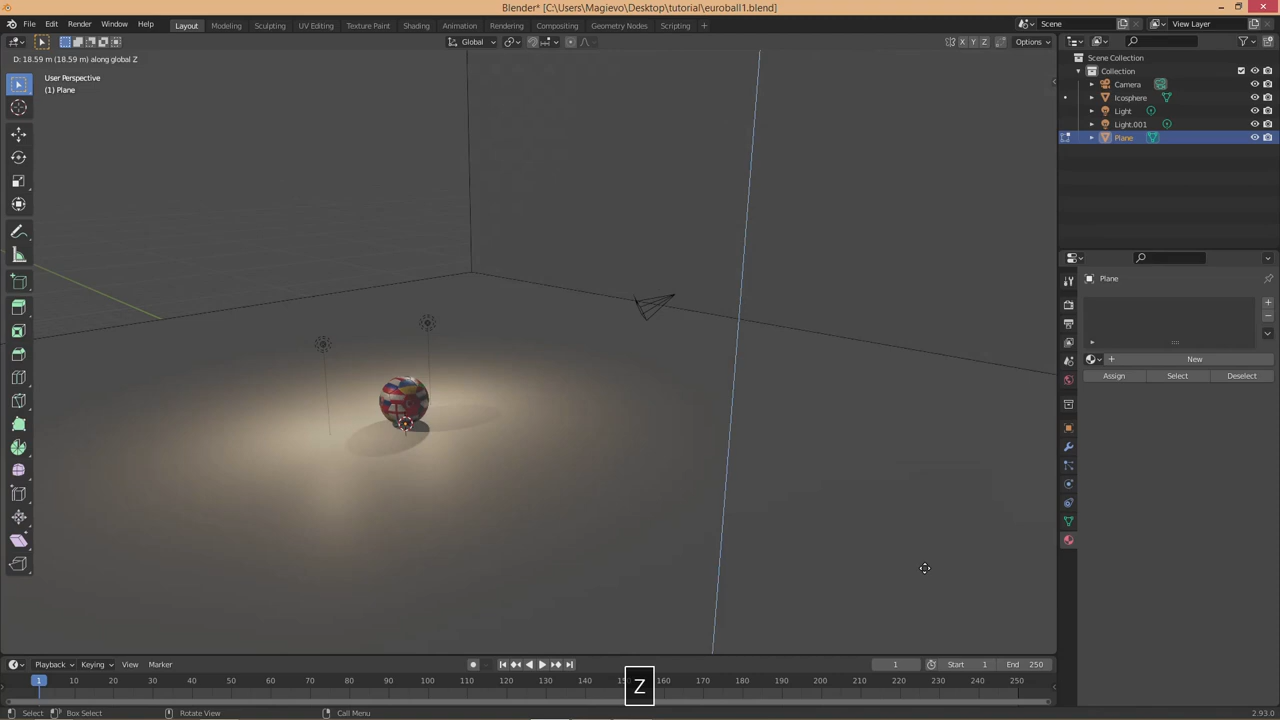 Blender* [C:\Users\Magievo\Desktop\tutorial\euroball1.blend]
File Edit Render Window Help
Layout Modeling Sculpting UV Editing Texture Paint Shading Animation Rendering Compositing Geometry Nodes Scripting +
Scene View Layer
Global X Y Z Options
D: 18.59 m (18.59 m) along global Z
User Perspective
(1) Plane
Scene Collection
Collection
Camera
Icosphere
Light
Light.001
Plane
Plane
New
Assign Select Deselect
Playback Keying View Marker
1 Start 1 End 250
1 10 20 30 40 50 60 70 80 90 100 110 120 130 140 150 160 170 180 190 200 210 220 230 240 250
Z
Select Box Select Rotate View Call Menu 2.93.0